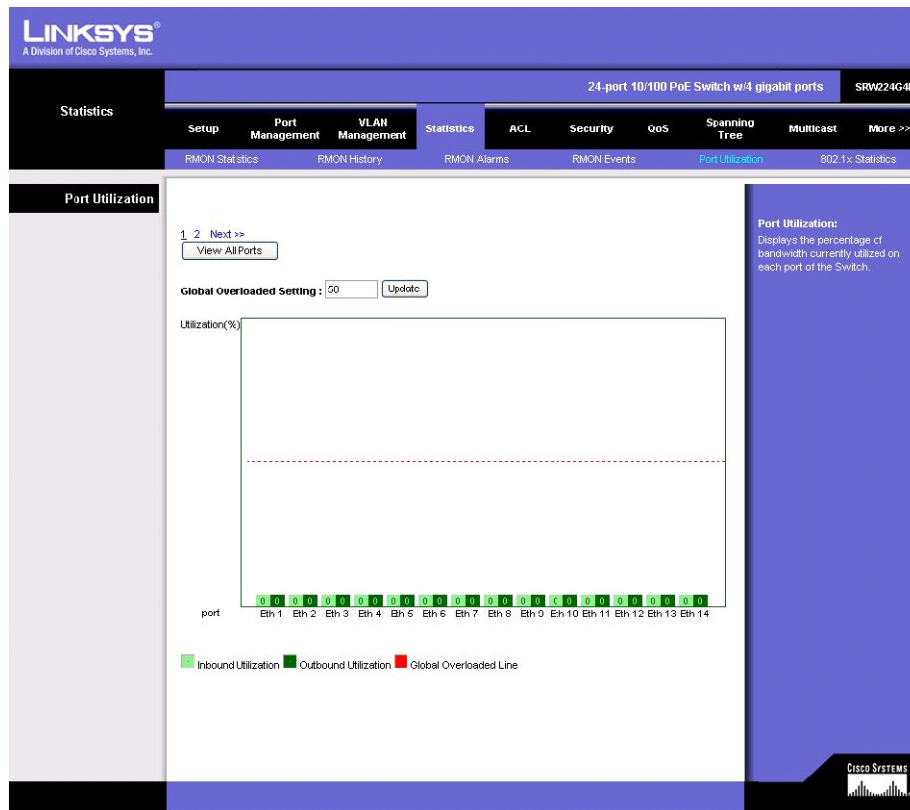 LINKSYS®
A Division of Cisco Systems, Inc.
24-port 10/100 PoE Switch w/4 gigabit ports
SRW224G4
Statistics
Setup
Port Management
VLAN Management
Statistics
ACL
Security
QoS
Spanning Tree
Multicast
More >>
RMON Statistics
RMON History
RMON Alarms
RMON Events
Port Utilization
802.1x Statistics
Port Utilization
1 2 Next >>
View All Ports
Global Overloaded Setting : 50 Update
Utilization(%)
0 0 0 0 0 0 0 0 0 0 0 0 0 0 0 0 0 0 0 0 0 0 0 0 0 0 0
port Eth 1 Eth 2 Eth 3 Eth 4 Eth 5 Eth 6 Eth 7 Eth 8 Eth 9 Eth 10 Eth 11 Eth 12 Eth 13 Eth 14
Inbound Utilization Outbound Utilization Global Overloaded Line
Port Utilization:
Displays the percentage of
bandwidth currently utilized on
each port of the Switch.
CISCO SYSTEMS